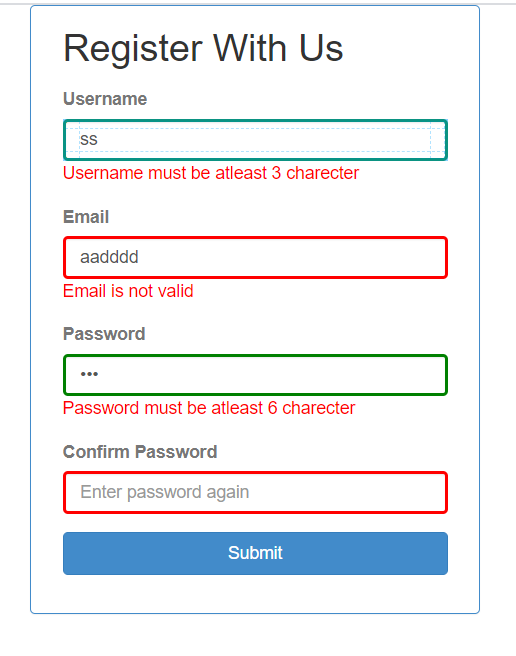 Register With Us
Username
ss
Username must be atleast 3 charecter
Email
aadddd
Email is not valid
Password
•••
Password must be atleast 6 charecter
Confirm Password
Enter password again
Submit